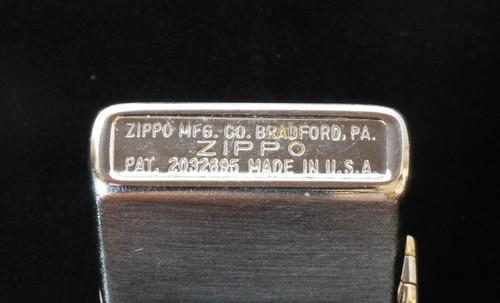 ZIPPO MFG. CO. BRADFORD, PA.
ZIPPO
PAT. 2032695 MADE IN U.S.A.